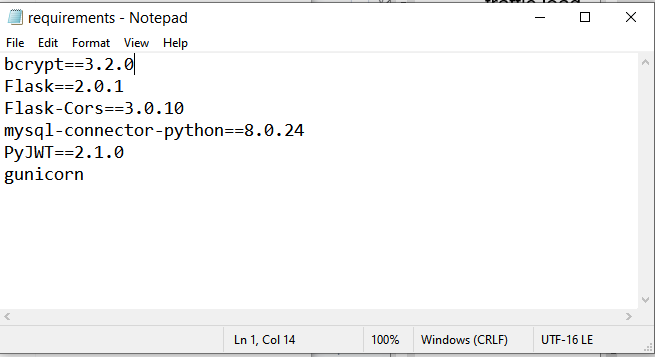 requirements - Notepad
File Edit Format View Help
bcrypt==3.2.0
Flask==2.0.1
Flask-Cors==3.0.10
mysql-connector-python==8.0.24
PyJWT==2.1.0
gunicorn
Ln 1, Col 14 100% Windows (CRLF) UTF-16 LE